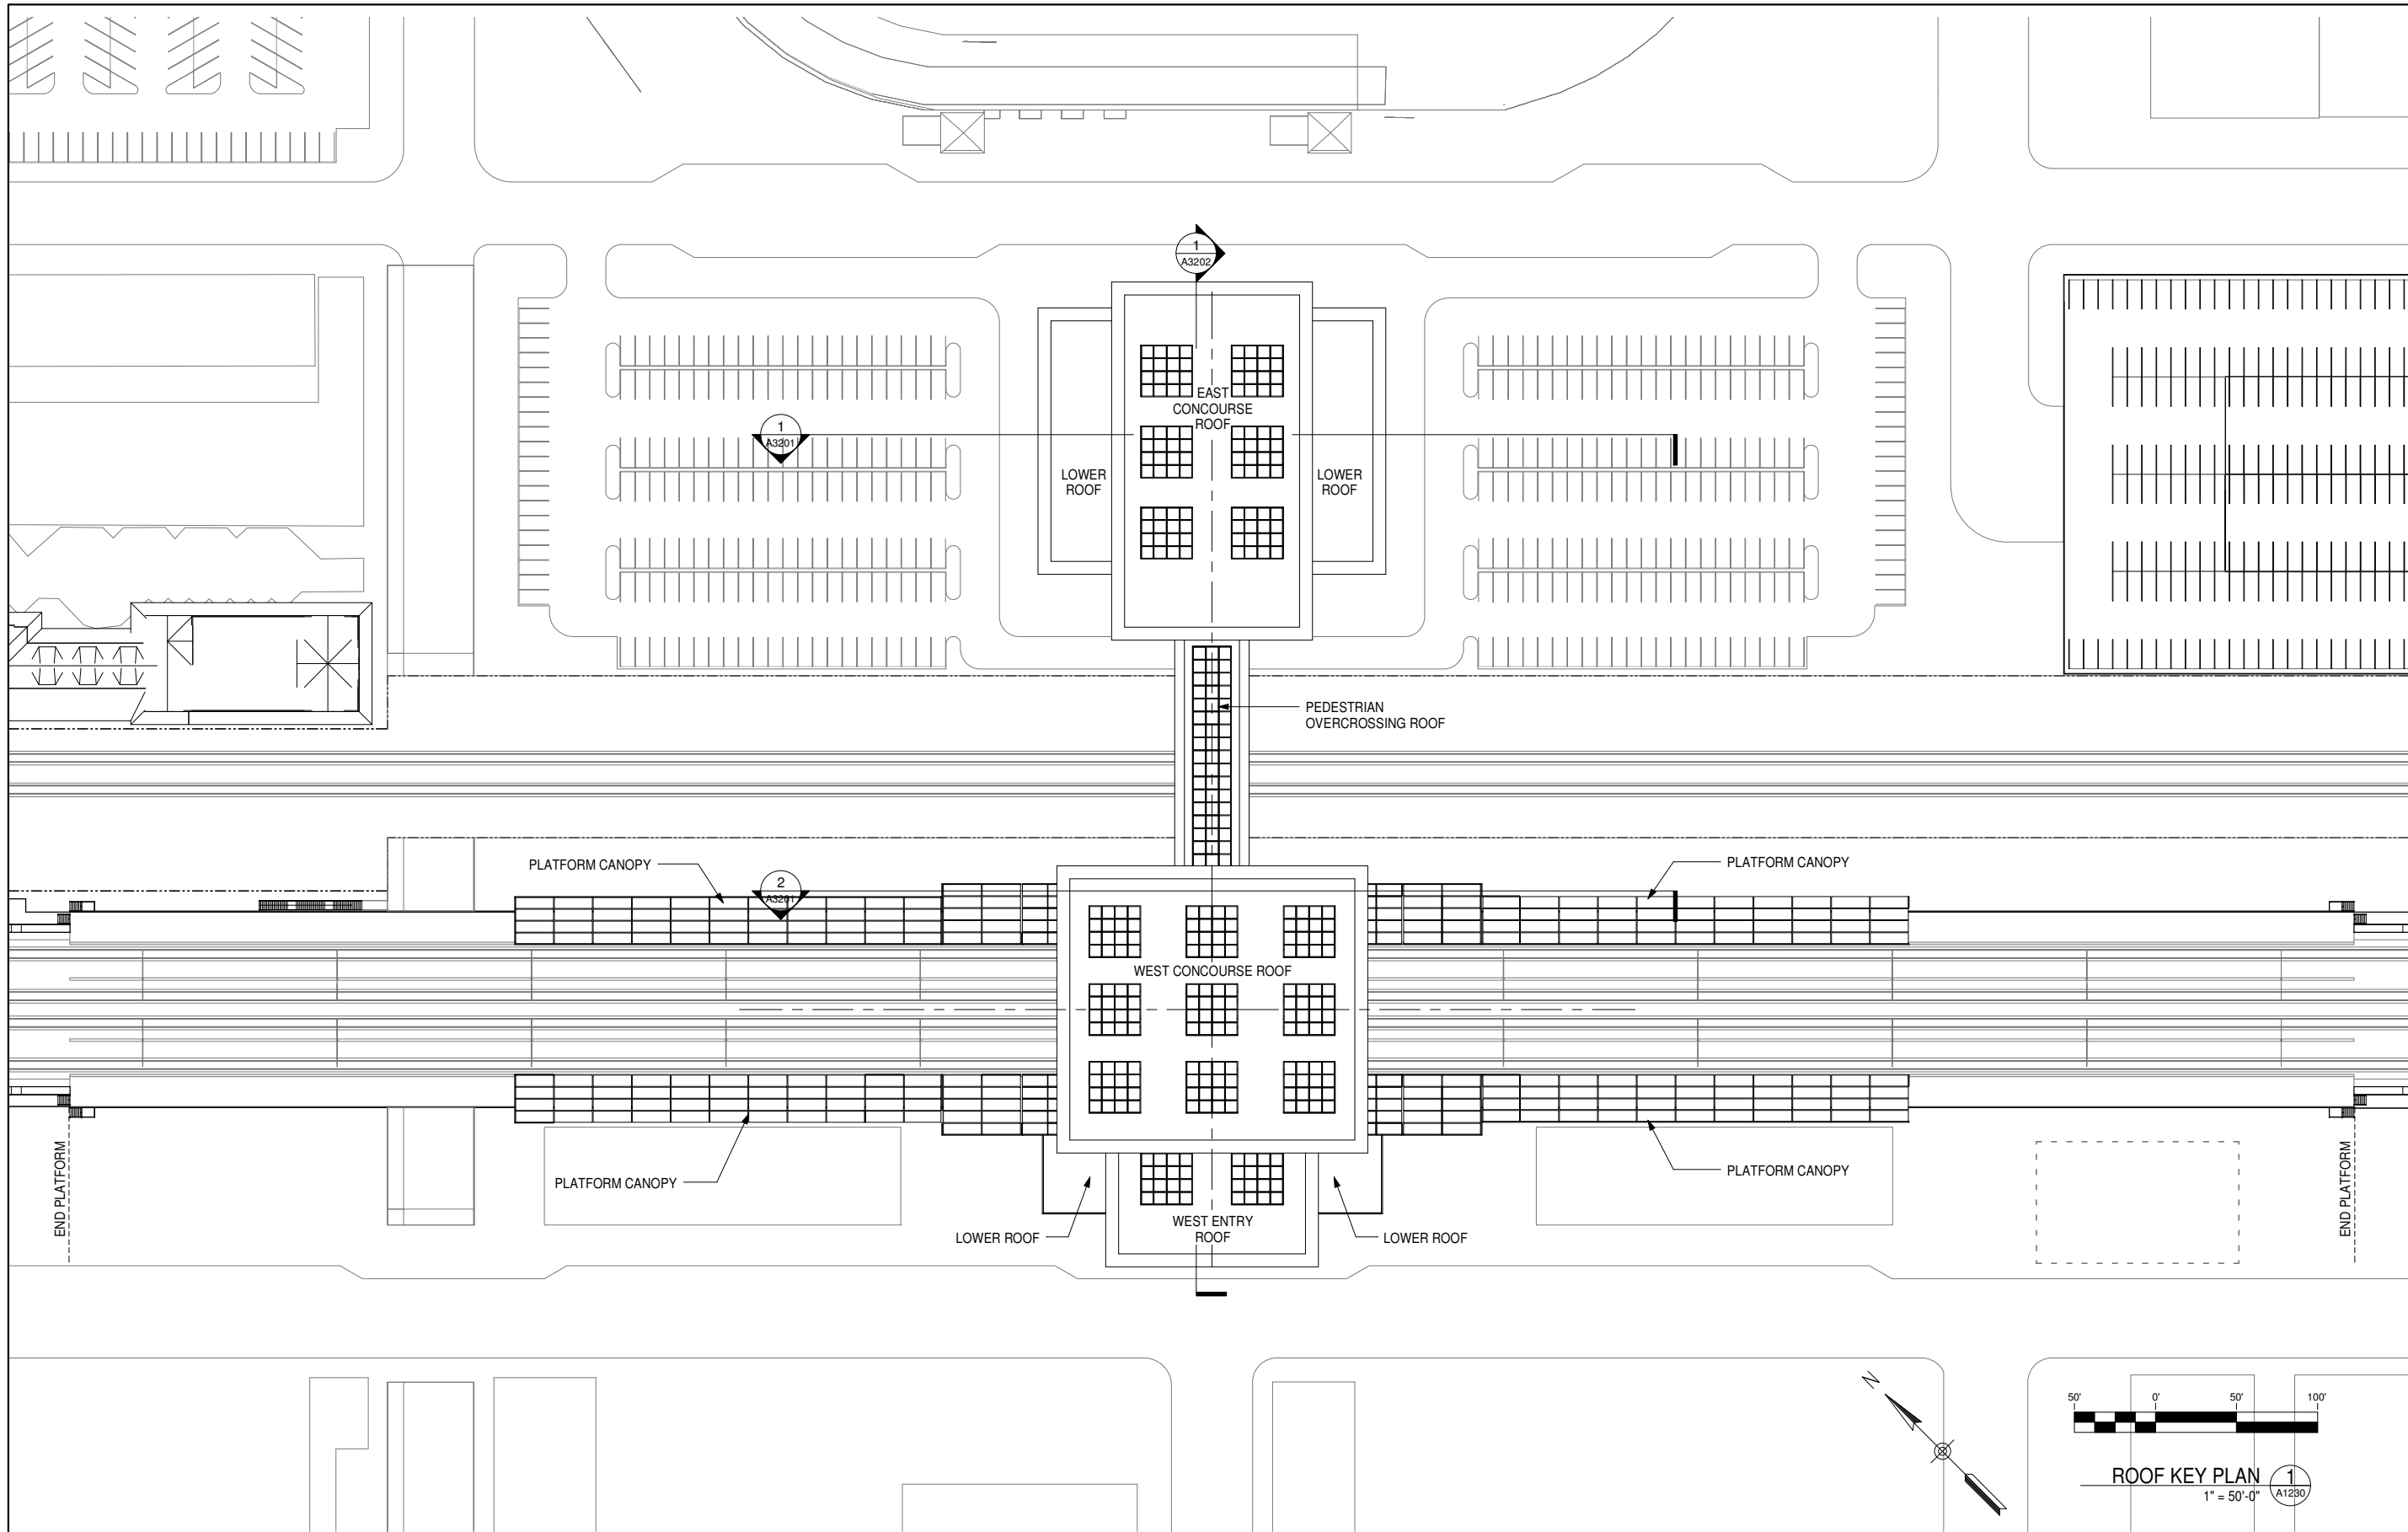 1
A3202
EAST
CONCOURSE
ROOF
1
A3201
LOWER
ROOF
LOWER
ROOF
PEDESTRIAN
OVERCROSSING ROOF
PLATFORM CANOPY
2
A3201
PLATFORM CANOPY
WEST CONCOURSE ROOF
END PLATFORM
PLATFORM CANOPY
PLATFORM CANOPY
END PLATFORM
WEST ENTRY
ROOF
LOWER ROOF
LOWER ROOF
N
50' 0' 50' 100'
ROOF KEY PLAN
1" = 50'-0"
1
A1230